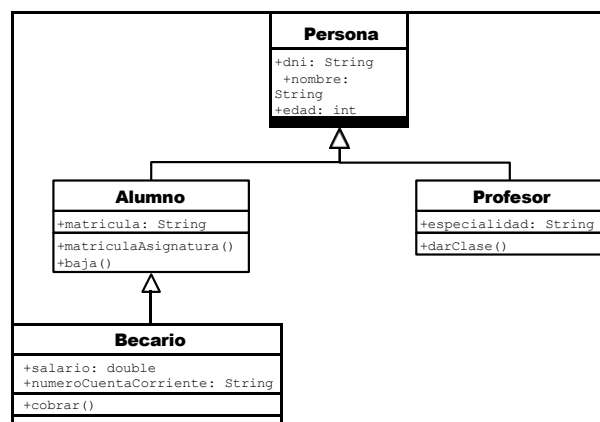 Persona
+dni: String
+nombre:
String
+edad: int
Alumno
+matricula: String
+matriculaAsignatura()
+baja()
Profesor
+especialidad: String
+darClase()
Becario
+salario: double
+numeroCuentaCorriente: String
+cobrar()